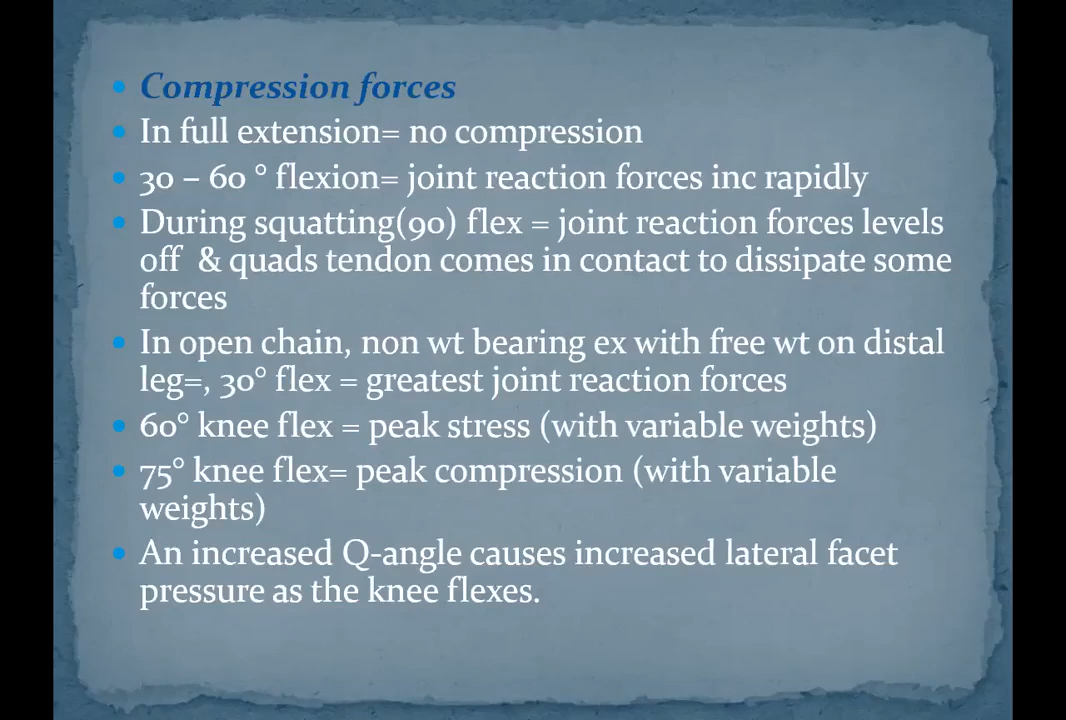 Compression forces
In full extension= no compression
30 – 60 ° flexion= joint reaction forces inc rapidly
During squatting(90) flex = joint reaction forces levels
off & quads tendon comes in contact to dissipate some
forces
In open chain, non wt bearing ex with free wt on distal
leg=, 30° flex = greatest joint reaction forces
60° knee flex = peak stress (with variable weights)
75° knee flex= peak compression (with variable
weights)
An increased Q-angle causes increased lateral facet
pressure as the knee flexes.